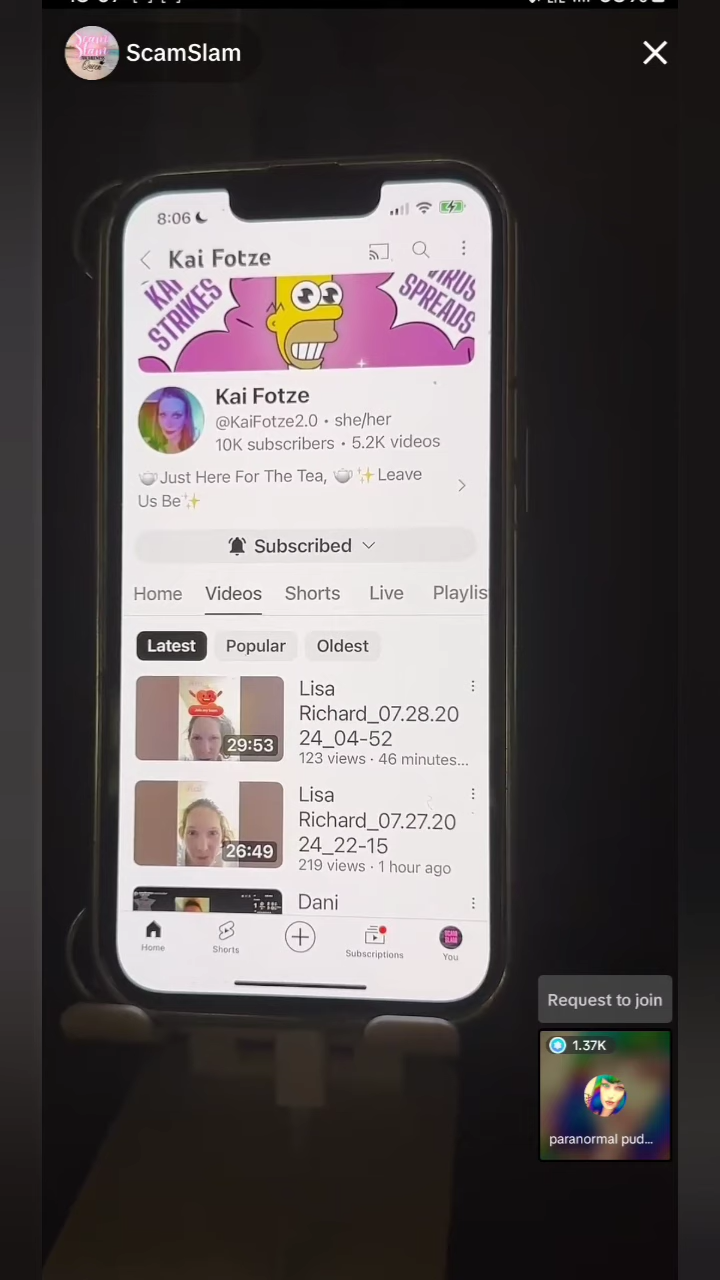 ScamSlam
8:06
Kai Fotze
KAI
STRIKES
VIRUS
SPREADS
Kai Fotze
@KaiFotze2.0 • she/her
10K subscribers • 5.2K videos
🫖Just Here For The Tea, 🫖 ✨Leave
Us Be✨
Subscribed
Home Videos Shorts Live Playlis
Latest Popular Oldest
Lisa
Richard_07.28.20
24_04-52
29:53
123 views · 46 minutes...
Lisa
Richard_07.27.20
24_22-15
26:49
219 views · 1 hour ago
Dani
Home Shorts Subscriptions You
Request to join
1.37K
paranormal pud...